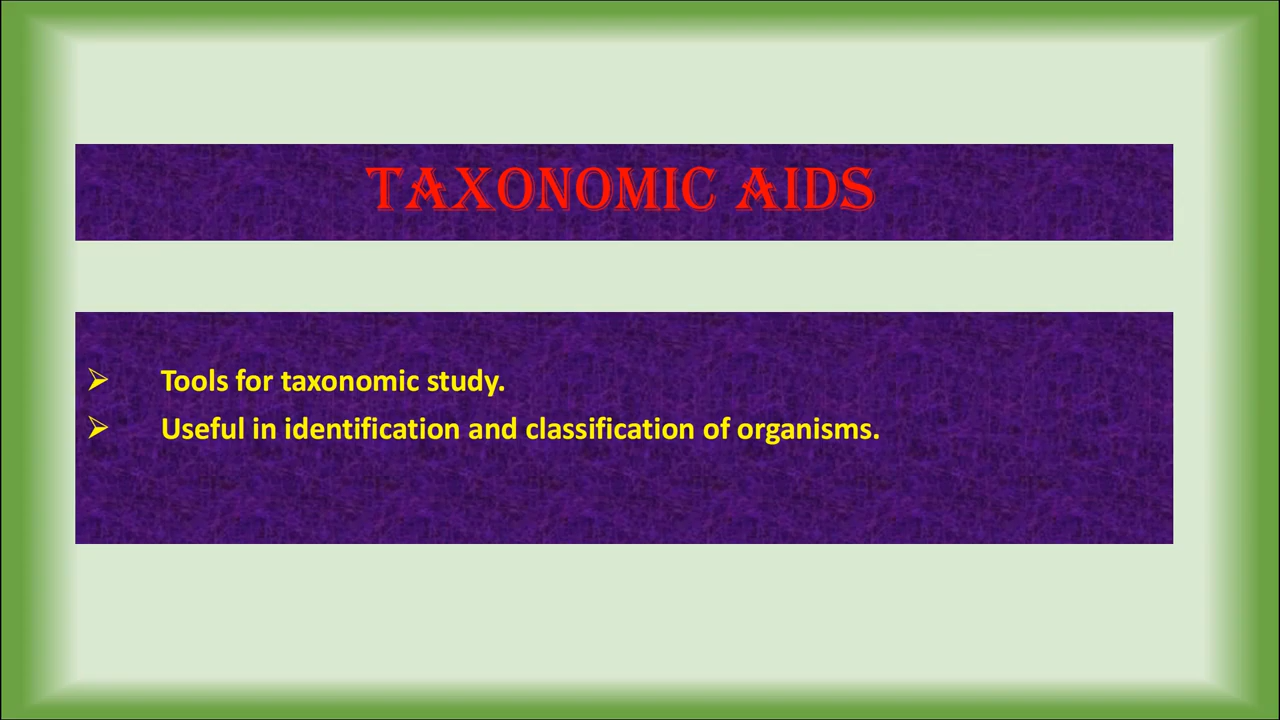 TAXONOMIC AIDS
➢ Tools for taxonomic study.
➢ Useful in identification and classification of organisms.